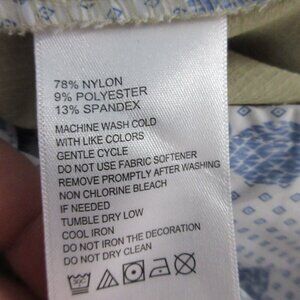 78% NYLON
9% POLYESTER
13% SPANDEX
MACHINE WASH COLD
WITH LIKE COLORS
GENTLE CYCLE
DO NOT USE FABRIC SOFTENER
REMOVE PROMPTLY AFTER WASHING
NON CHLORINE BLEACH
IF NEEDED
TUMBLE DRY LOW
COOL IRON
DO NOT IRON THE DECORATION
DO NOT DRY CLEAN